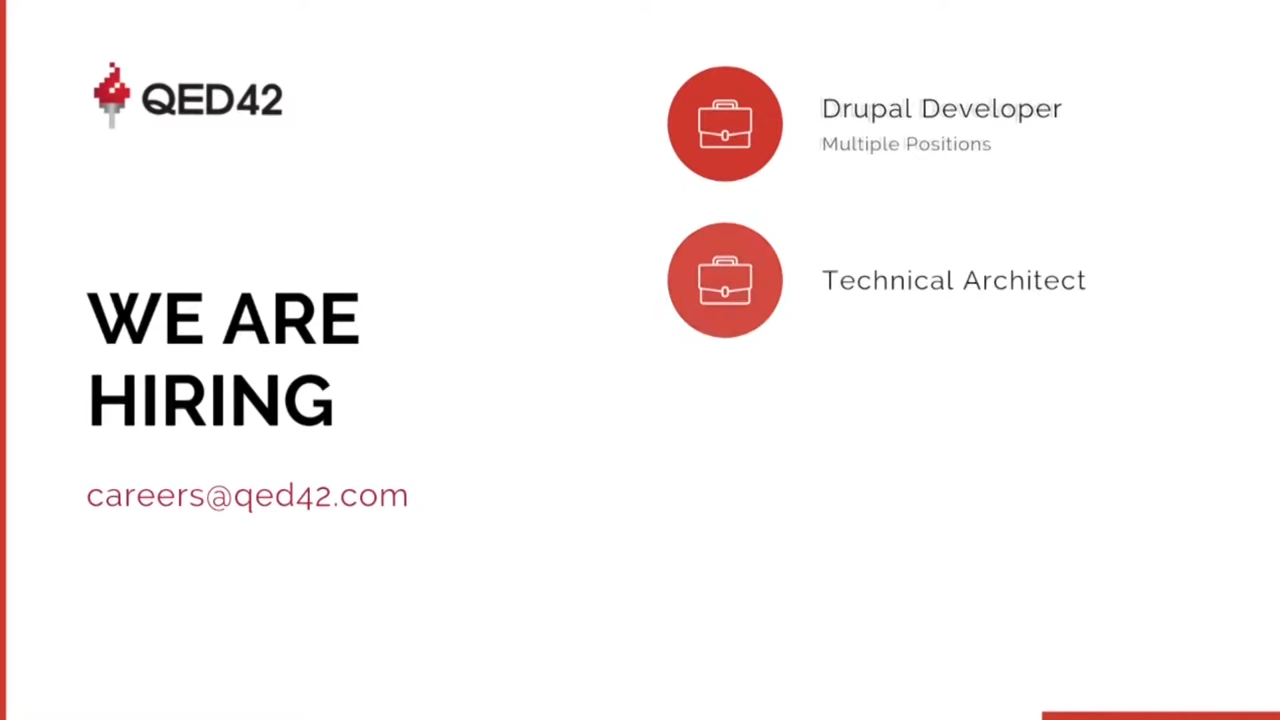 QED42
WE ARE
HIRING
careers@qed42.com
Drupal Developer
Multiple Positions
Technical Architect